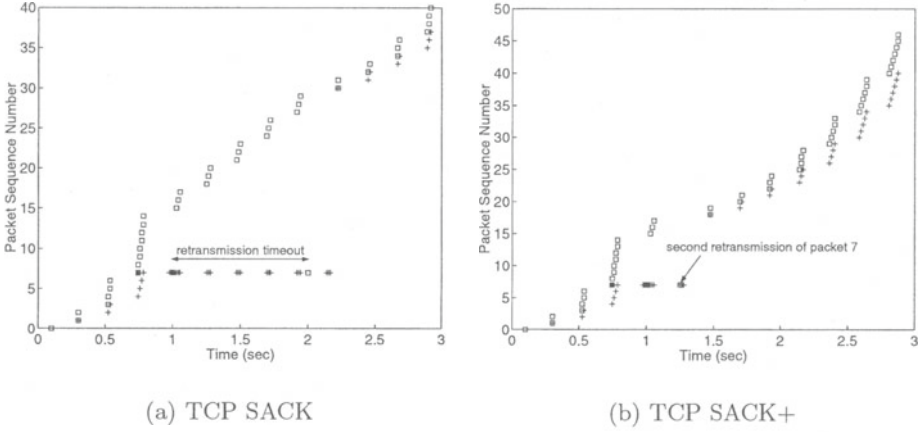 40
35
30
25
20
15
10
5
0
Packet Sequence Number
retransmission timeout
0 0.5 1 1.5 2 2.5 3
Time (sec)
(a) TCP SACK
50
45
40
35
30
25
20
15
10
5
0
Packet Sequence Number
second retransmission of packet 7
0 0.5 1 1.5 2 2.5 3
Time (sec)
(b) TCP SACK+